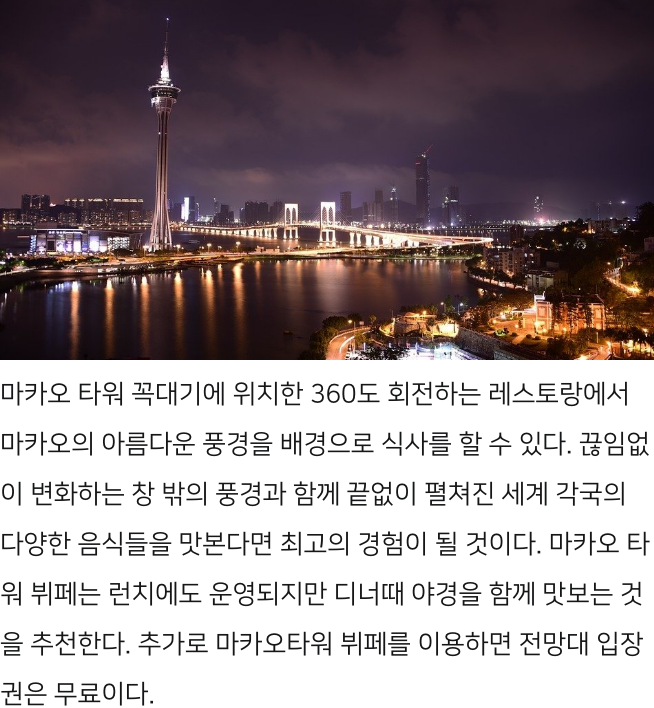 마카오 타워 꼭대기에 위치한 360도 회전하는 레스토랑에서
마카오의 아름다운 풍경을 배경으로 식사를 할 수 있다. 끊임없
이 변화하는 창 밖의 풍경과 함께 끝없이 펼쳐진 세계 각국의
다양한 음식들을 맛본다면 최고의 경험이 될 것이다. 마카오 타
워 뷔페는 런치에도 운영되지만 디너때 야경을 함께 맛보는 것
을 추천한다. 추가로 마카오타워 뷔페를 이용하면 전망대 입장
권은 무료이다.